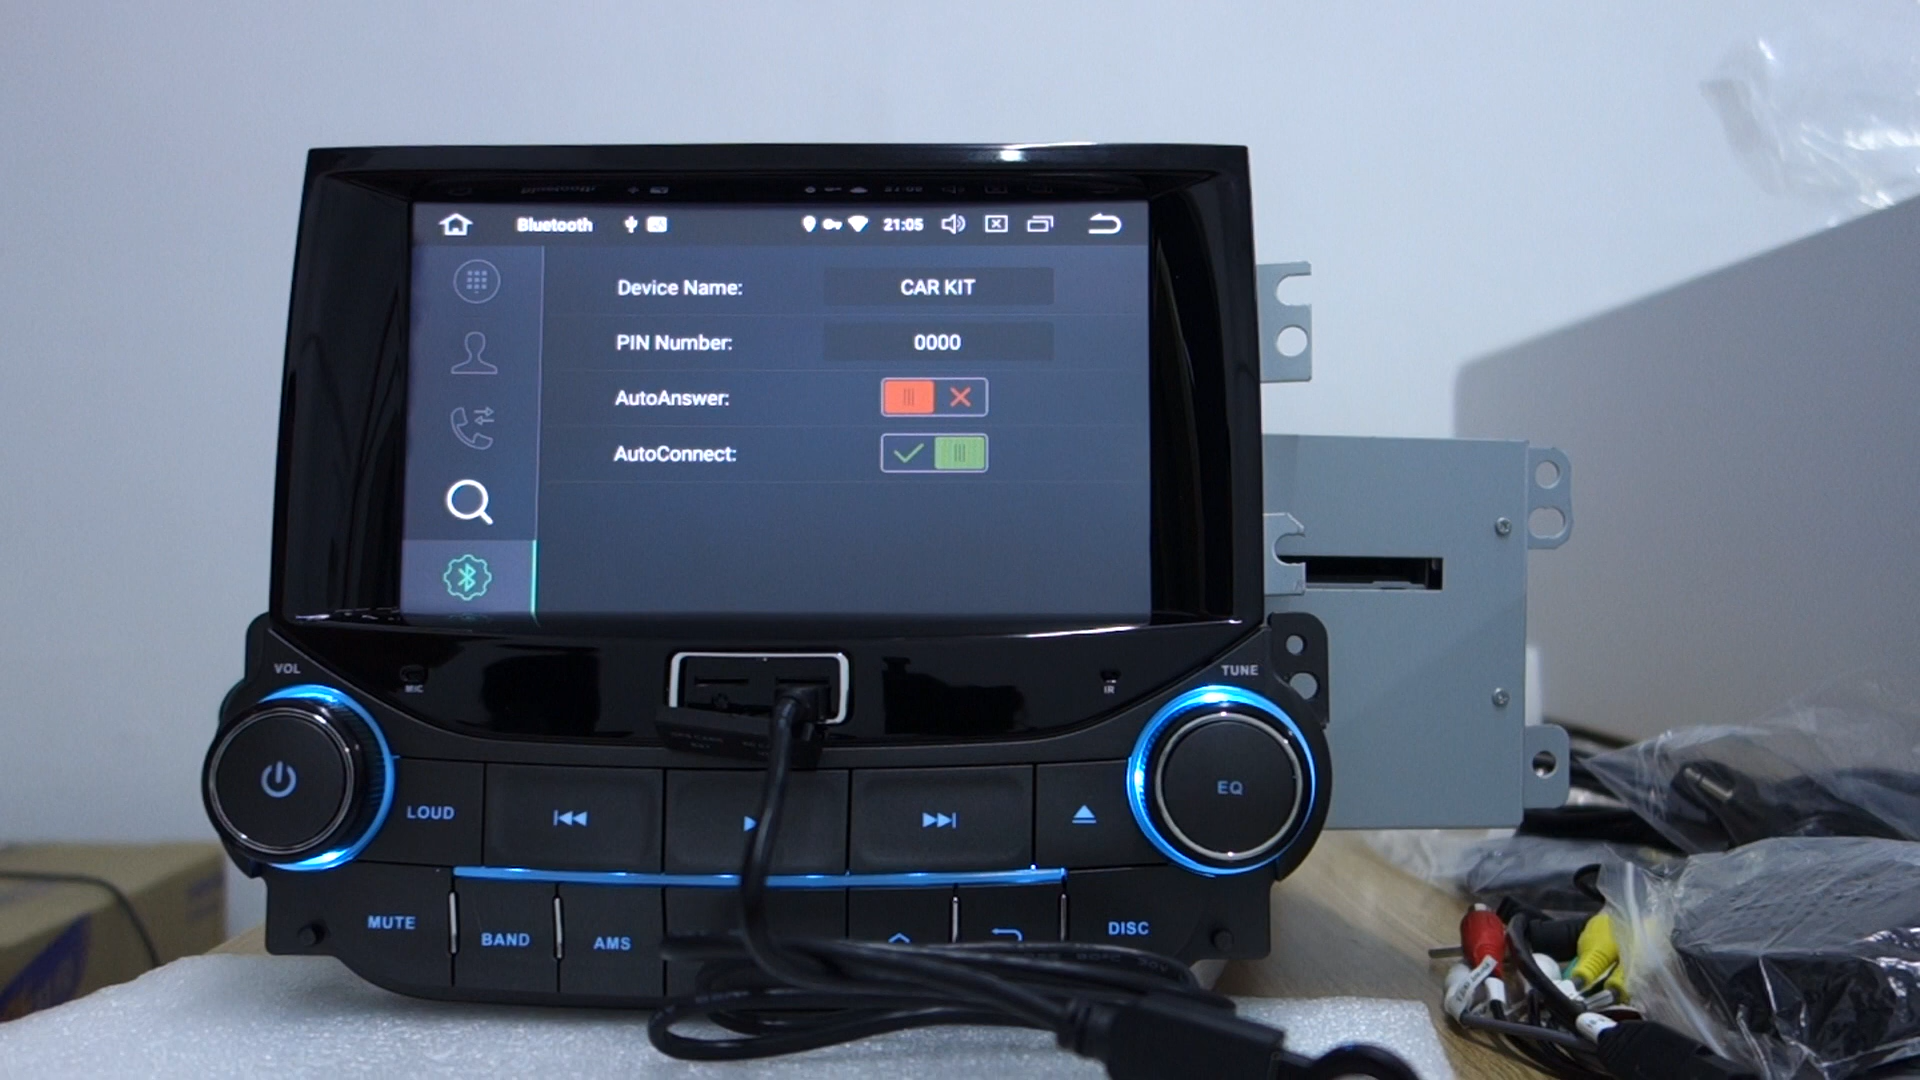 Bluetooth 21:05
Device Name: CAR KIT
PIN Number: 0000
AutoAnswer:
AutoConnect:
VOL
MIC
IR
TUNE
LOUD
EQ
MUTE
BAND
AMS
DISC